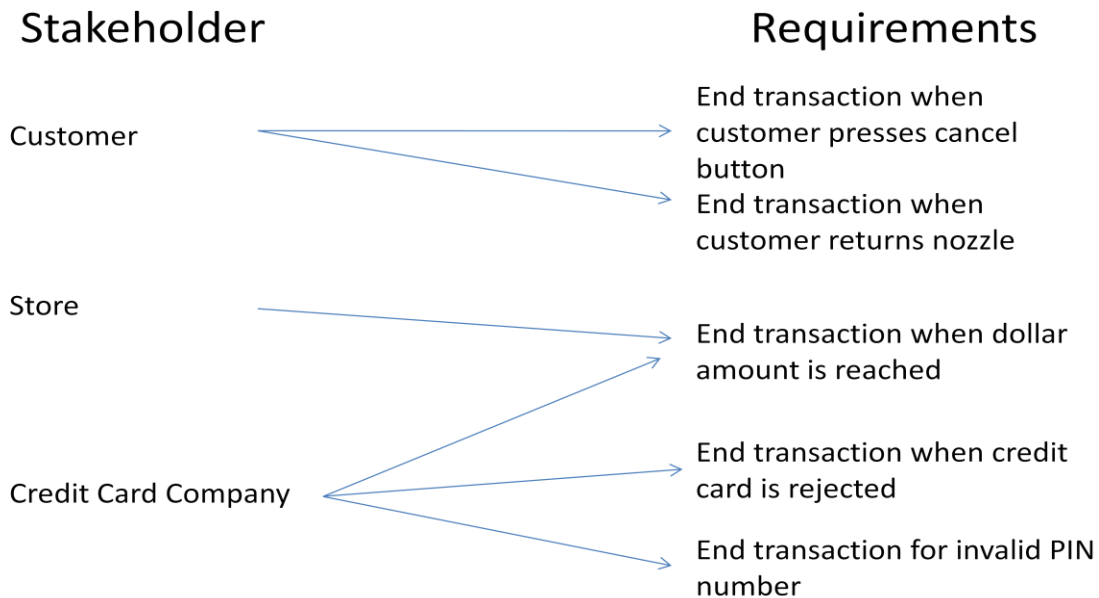 Stakeholder
Requirements
Customer
End transaction when
customer presses cancel
button
End transaction when
customer returns nozzle
Store
End transaction when dollar
amount is reached
Credit Card Company
End transaction when credit
card is rejected
End transaction for invalid PIN
number